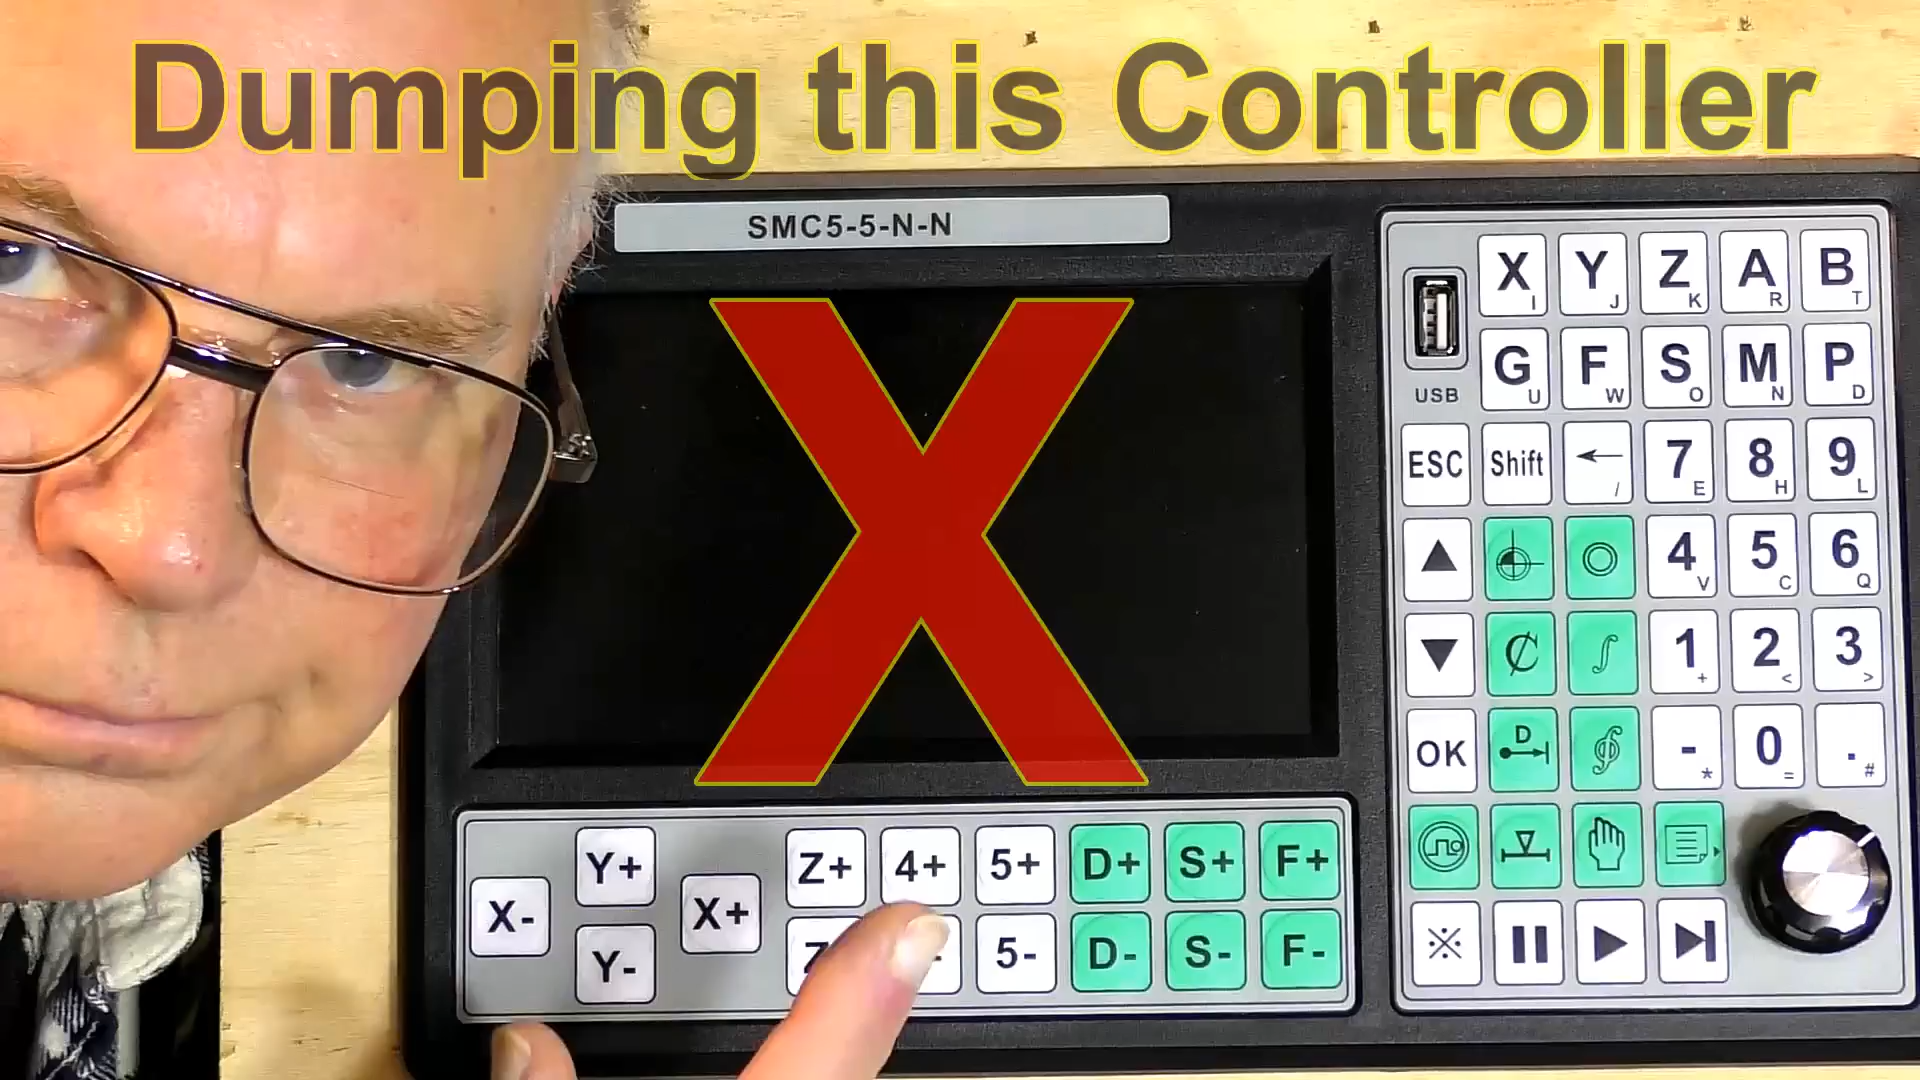 Dumping this Controller
SMC5-5-N-N
X I Y J Z K A R B T
USB
G U F W S O M N P D
ESC Shift ← / 7 E 8 H 9 L
▲ 4 V 5 C 6 Q
▼ ₡ ∫ 1 + 2 < 3 >
OK D ∮ - * 0 = . #
X- Y+ X+ Z+ 4+ 5+ D+ S+ F+
Y- 5- D- S- F-
※